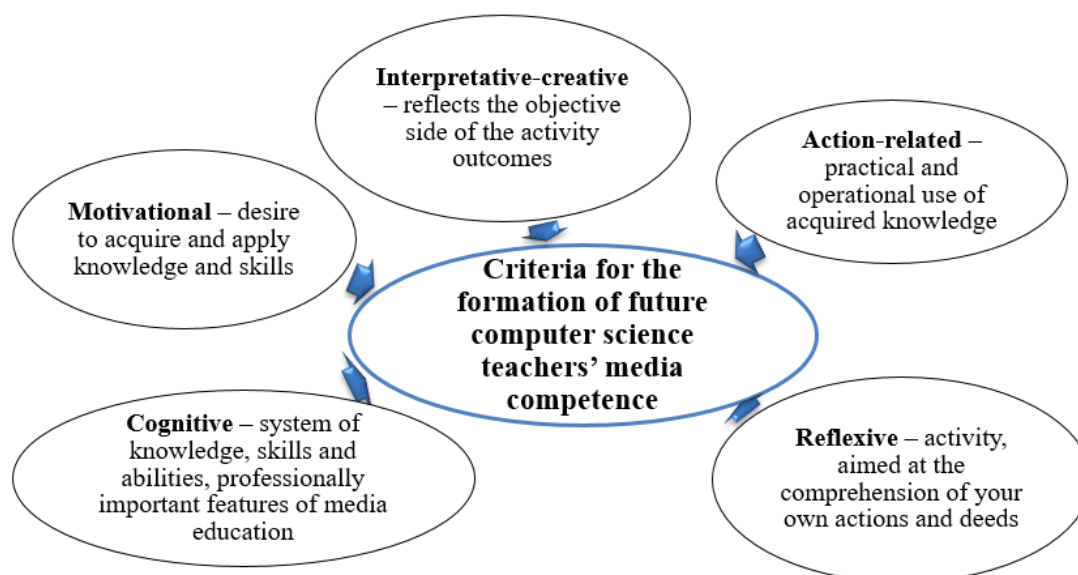 Interpretative-creative
– reflects the objective
side of the activity
outcomes
Action-related –
practical and
operational use of
acquired knowledge
Motivational – desire
to acquire and apply
knowledge and skills
Criteria for the
formation of future
computer science
teachers’ media
competence
Cognitive – system of
knowledge, skills and
abilities, professionally
important features of media
education
Reflexive – activity,
aimed at the
comprehension of your
own actions and deeds